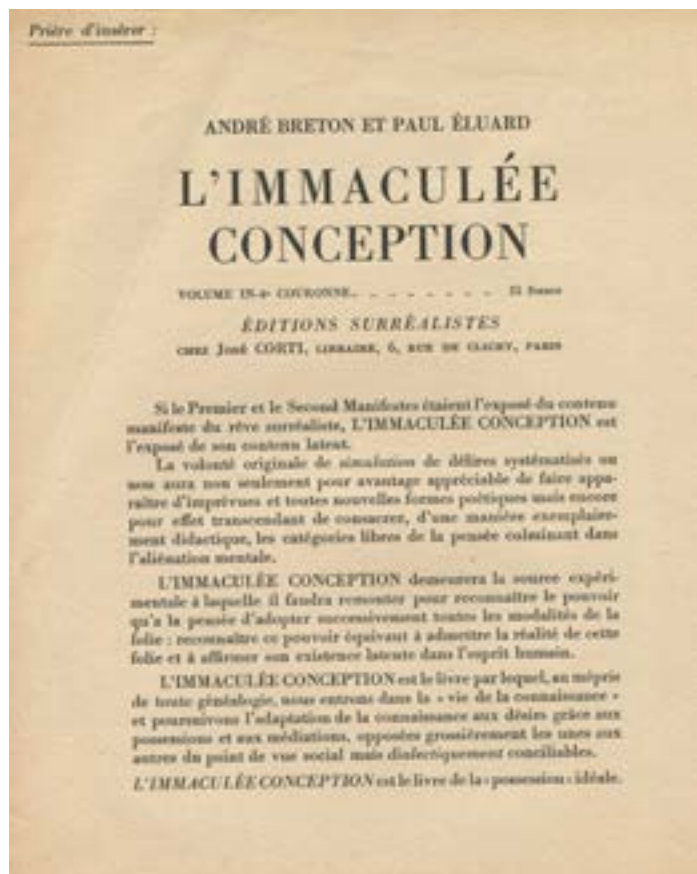 Prière d'insérer :
ANDRÉ BRETON ET PAUL ÉLUARD
L'IMMACULÉE
CONCEPTION
VOLUME IN-4º COURONNE. . . . . . . . francs
ÉDITIONS SURRÉALISTES
CHEZ José CORTI, LIBRAIRE, 6, RUE DE CLICHY, PARIS
Si le Premier et le Second Manifestes étaient l'exposé du contenu
manifeste du rêve surréaliste, L'IMMACULÉE CONCEPTION est
l'exposé de son contenu latent.
La volonté originale de simulation de délires systématisés ou
non aura non seulement pour avantage appréciable de faire appa-
raître d'imprévues et toutes nouvelles formes poétiques mais encore
pour effet transcendant de consacrer, d'une manière exemplaire-
ment didactique, les catégories libres de la pensée culminant dans
l'aliénation mentale.
L'IMMACULÉE CONCEPTION demeurera la source expéri-
mentale à laquelle il faudra remonter pour reconnaître le pouvoir
qu'a la pensée d'adopter successivement toutes les modalités de la
folie : reconnaître ce pouvoir équivaut à admettre la réalité de cette
folie et à affirmer son existence latente dans l'esprit humain.
L'IMMACULÉE CONCEPTION est le livre par lequel, au mépris
de toute généalogie, nous entrons dans la « vie de la connaissance »
et poursuivons l'adaptation de la connaissance aux désirs grâce aux
possessions et aux médiations, opposées grossièrement les unes aux
autres du point de vue social mais dialectiquement conciliables.
L'IMMACULÉE CONCEPTION est le livre de la « possession » idéale.